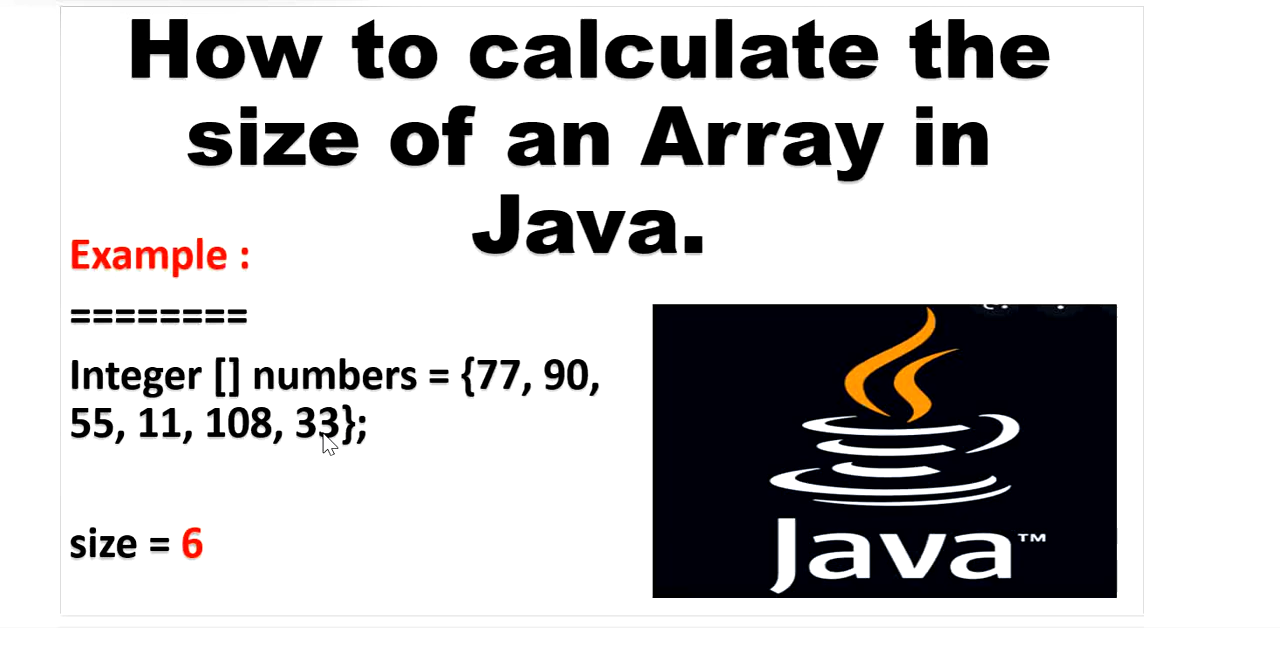 How to calculate the
size of an Array in
Java.
Example :
========
Integer [] numbers = {77, 90,
55, 11, 108, 33};
size = 6
Java™